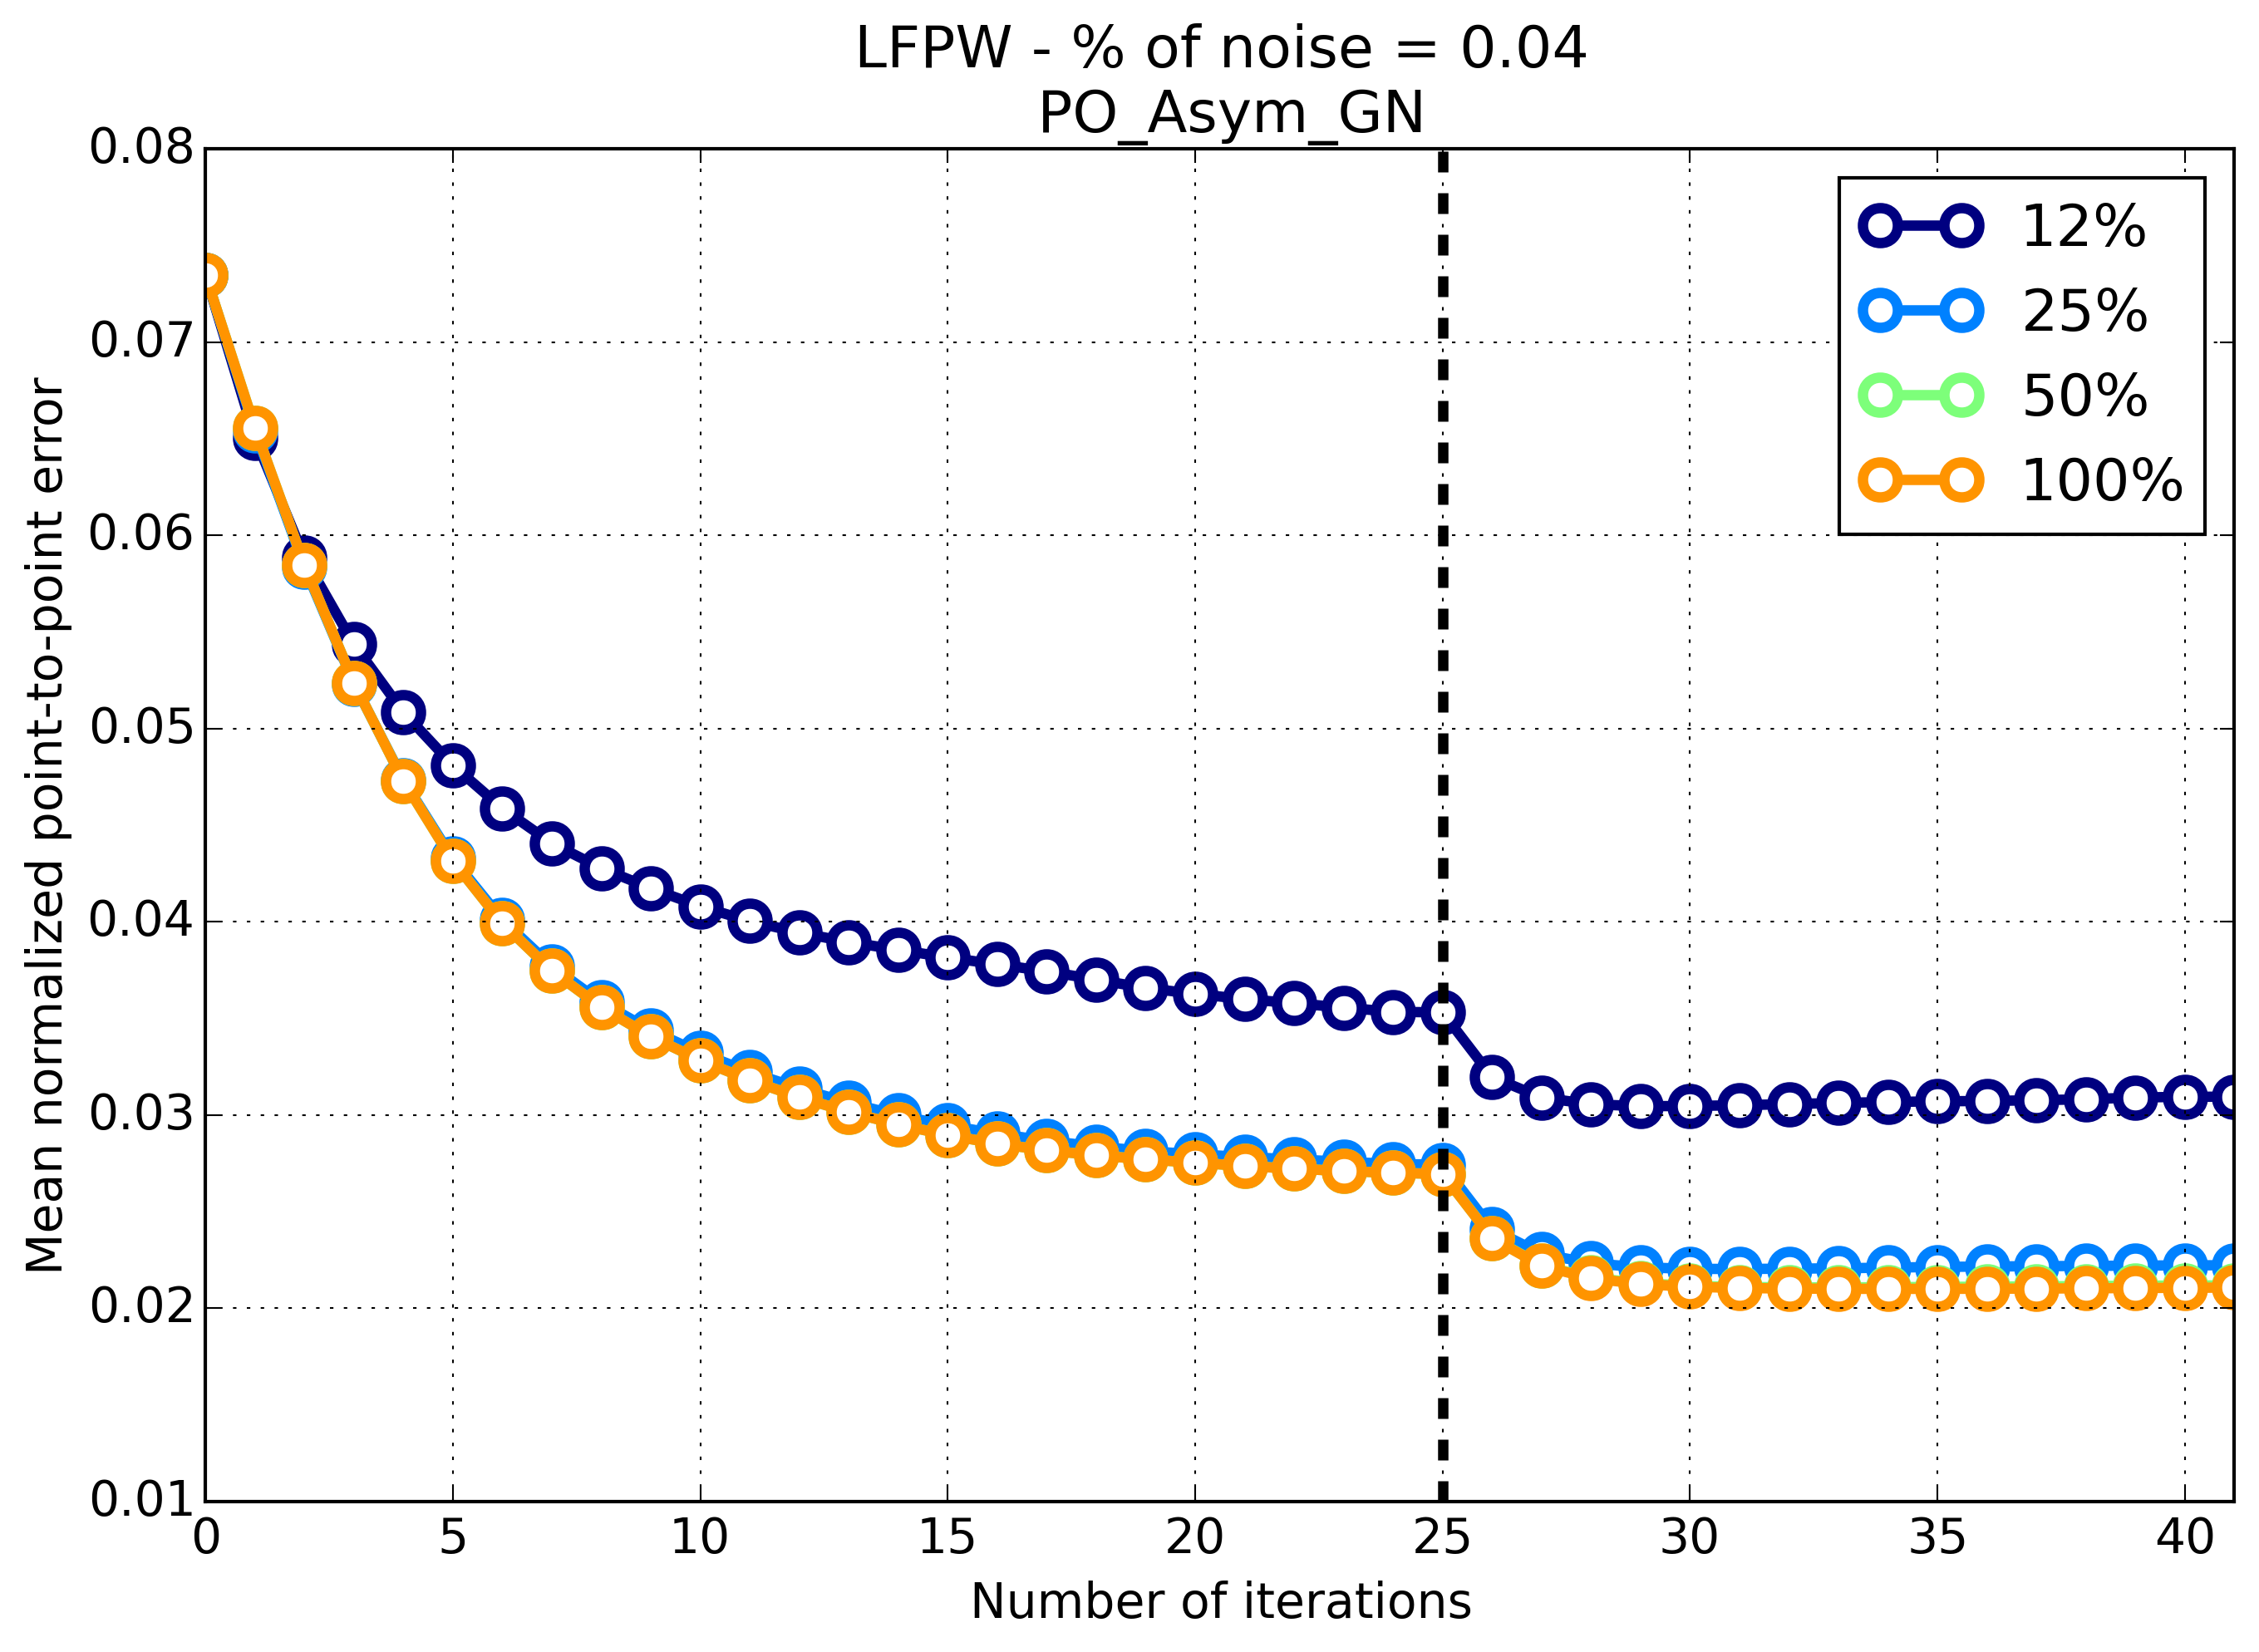 LFPW - % of noise = 0.04
PO_Asym_GN
Mean normalized point-to-point error
0.08
0.07
0.06
0.05
0.04
0.03
0.02
0.01
12%
25%
50%
100%
0 5 10 15 20 25 30 35 40
Number of iterations